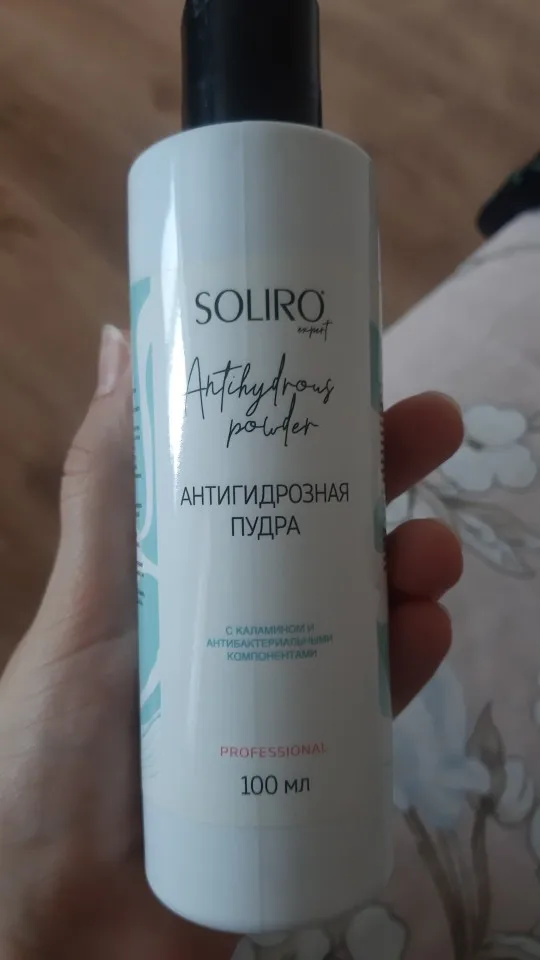 SOLIRO
expert
Antihydrous
powder
АНТИГИДРОЗНАЯ
ПУДРА
С КАЛАМИНОМ И
АНТИБАКТЕРИАЛЬНЫМИ
КОМПОНЕНТАМИ
PROFESSIONAL
100 мл